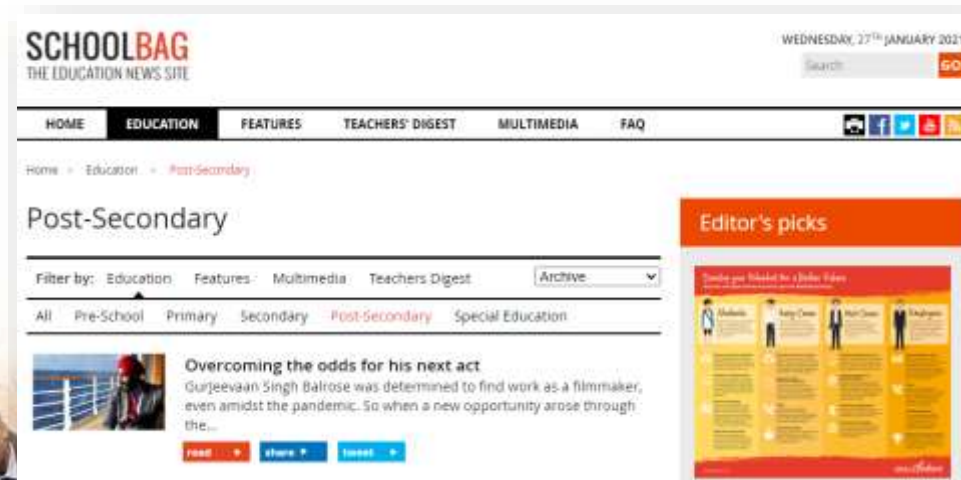 SCHOOLBAG
THE EDUCATION NEWS SITE
WEDNESDAY, 27TH JANUARY 2021
Search GO
HOME EDUCATION FEATURES TEACHERS' DIGEST MULTIMEDIA FAQ
Home Education Post-Secondary
Post-Secondary
Filter by: Education Features Multimedia Teachers Digest Archive
All Pre-School Primary Secondary Post-Secondary Special Education
Overcoming the odds for his next act
Gurjeevaan Singh Balrose was determined to find work as a filmmaker,
even amidst the pandemic. So when a new opportunity arose through
the...
read share tweet
Editor's picks